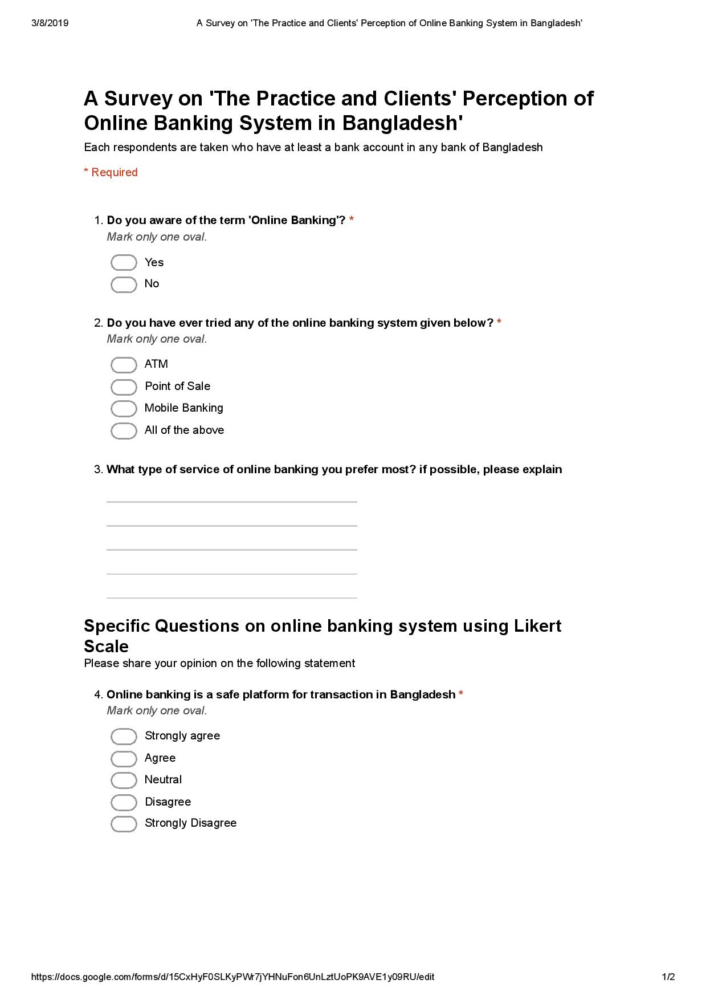 3/8/2019
A Survey on 'The Practice and Clients' Perception of Online Banking System in Bangladesh'
A Survey on 'The Practice and Clients' Perception of
Online Banking System in Bangladesh'
Each respondents are taken who have at least a bank account in any bank of Bangladesh
* Required
1. Do you aware of the term 'Online Banking'? *
Mark only one oval.
Yes
No
2. Do you have ever tried any of the online banking system given below? *
Mark only one oval.
ATM
Point of Sale
Mobile Banking
All of the above
3. What type of service of online banking you prefer most? if possible, please explain
Specific Questions on online banking system using Likert
Scale
Please share your opinion on the following statement
4. Online banking is a safe platform for transaction in Bangladesh *
Mark only one oval.
Strongly agree
Agree
Neutral
Disagree
Strongly Disagree
https://docs.google.com/forms/d/15CxHyF0SLKyPWr7jYHNuFon6UnLztUoPK9AVE1y09RU/edit
1/2